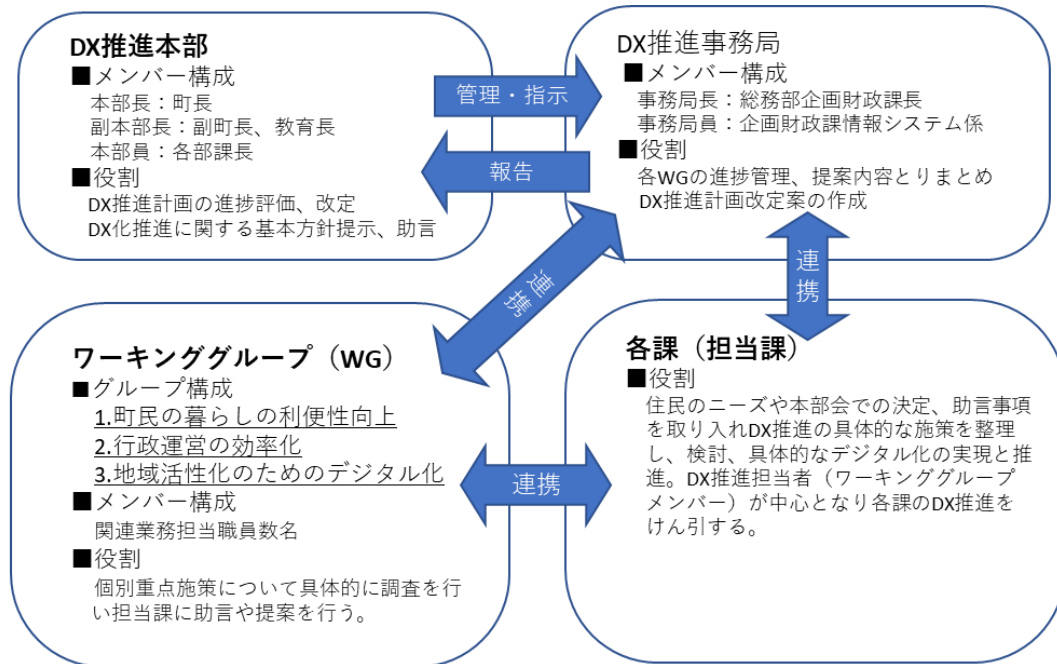 DX推進本部
■メンバー構成
本部長：町長
副本部長：副町長、教育長
本部員：各部課長
■役割
DX推進計画の進捗評価、改定
DX化推進に関する基本方針提示、助言
管理・指示
報告
DX推進事務局
■メンバー構成
事務局長：総務部企画財政課長
事務局員：企画財政課情報システム係
■役割
各WGの進捗管理、提案内容とりまとめ
DX推進計画改定案の作成
連携
連携
ワーキンググループ（WG）
■グループ構成
1.町民の暮らしの利便性向上
2.行政運営の効率化
3.地域活性化のためのデジタル化
■メンバー構成
関連業務担当職員数名
■役割
個別重点施策について具体的に調査を行
い担当課に助言や提案を行う。
連携
各課（担当課）
■役割
住民のニーズや本部会での決定、助言事項
を取り入れDX推進の具体的な施策を整理
し、検討、具体的なデジタル化の実現と推
進。DX推進担当者（ワーキンググループ
メンバー）が中心となり各課のDX推進を
けん引する。